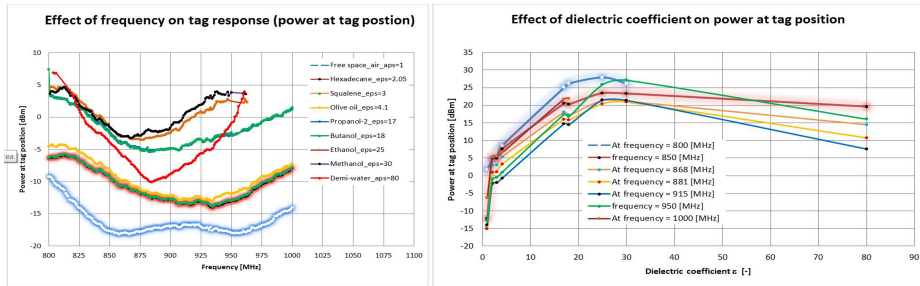 Effect of frequency on tag response (power at tag postion)
Power at tag position [dBm]
10
5
0
-5
-10
-15
-20
800 825 850 875 900 925 950 975 1000 1025 1050 1075 1100
Frequency [MHz]
Free space_air_aps=1
Hexadecane_eps=2.05
Squalene_eps=3
Olive oil_eps=4.1
Propanol-2_eps=17
Butanol_eps=18
Ethanol_eps=25
Methanol_eps=30
Demi-water_aps=80
rea
Effect of dielectric coefficient on power at tag postion
Power at tag position [dBm]
35
30
25
20
15
10
5
0
-5
-10
-15
-20
0 10 20 30 40 50 60 70 80 90
Dielectric coefficient ε [-]
At frequency = 800 [MHz]
frequency = 850 [MHz]
At frequency = 868 [MHz]
At frequency = 881 [MHz]
At frequency = 915 [MHz]
frequency = 950 [MHz]
At frequency = 1000 [MHz]